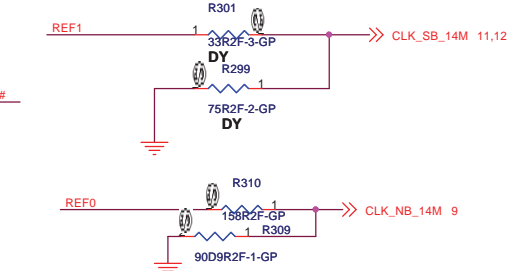 R301
REF1
1
33R2F-3-GP
CLK_SB_14M 11,12
DY
R299
1
#
75R2F-2-GP
DY
R310
REF0
1
158R2F-GP
CLK_NB_14M 9
1 R309
90D9R2F-1-GP